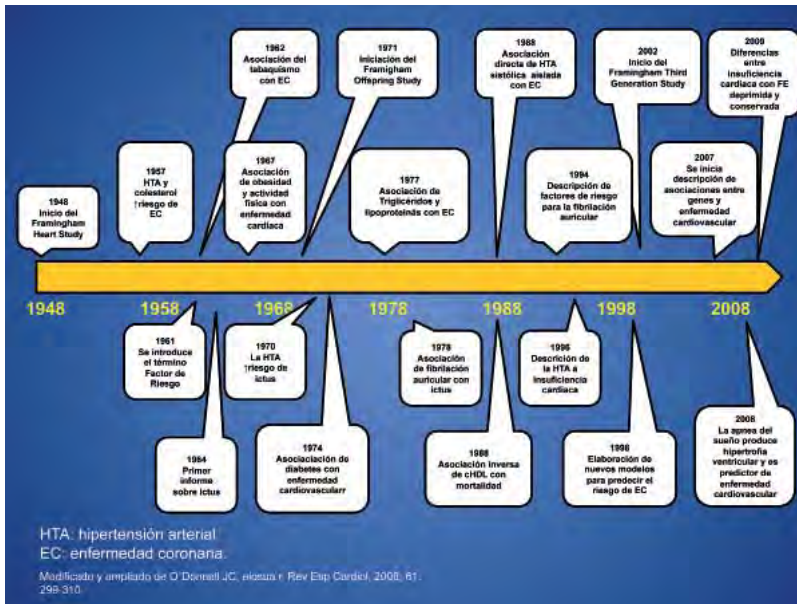 1948
Inicio del
Framingham
Heart Study
1957
HTA y
colesterol
↑riesgo de
EC
1962
Asociación del
tabaquismo
con EC
1967
Asociación
de obesidad
y actividad
física con
enfermedad
cardiaca
1971
Iniciación del
Framigham
Offspring Study
1977
Asociación de
Triglicéridos y
lipoproteínas con EC
1988
Asociación
directa de HTA
sistólica aislada
con EC
1994
Descripción de
factores de riesgo
para la fibrilación
auricular
2002
Inicio del
Framingham Third
Generation Study
2007
Se inicia
descripción de
asociaciones entre
genes y
enfermedad
cardiovascular
2009
Diferencias
entre
insuficiencia
cardiaca con FE
deprimida y
conservada
1948 1958 1968 1978 1988 1998 2008
1961
Se introduce
el término
Factor de
Riesgo
1964
Primer
informe
sobre ictus
1970
La HTA
↑riesgo de
ictus
1974
Asociaciación de
diabetes con
enfermedad
cardiovascularr
1978
Asociación
de fibrilación
auricular con
ictus
1988
Asociación inversa
de cHDL con
mortalidad
1996
Descrición de
la HTA a
insuficiencia
cardiaca
1998
Elaboración de
nuevos modelos
para predecir el
riesgo de EC
2008
La apnea del
sueño produce
hipertrofia
ventricular y es
predictor de
enfermedad
cardiovascular
HTA: hipertensión arterial
EC: enfermedad coronaria.
Modificado y ampliado de O´Donnell JC, elosua r. Rev Esp Cardiol, 2008; 61:
299-310.